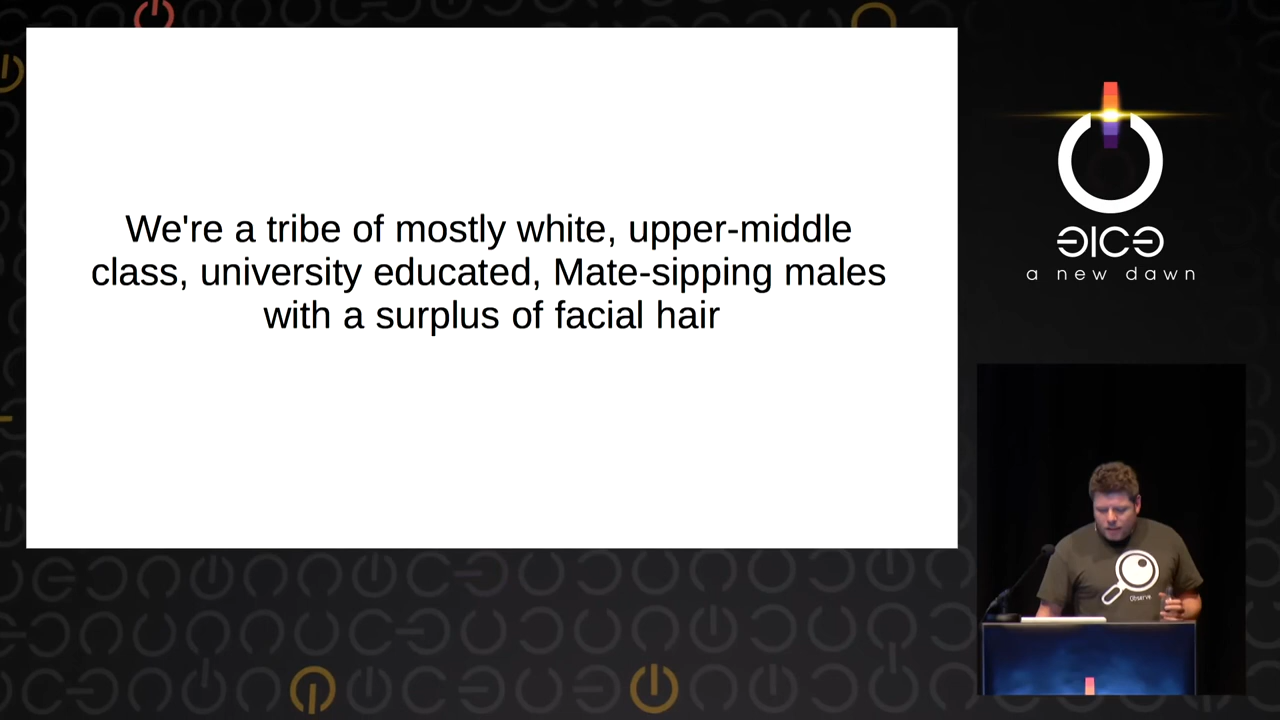 We're a tribe of mostly white, upper-middle
class, university educated, Mate-sipping males
with a surplus of facial hair
a new dawn
Observe